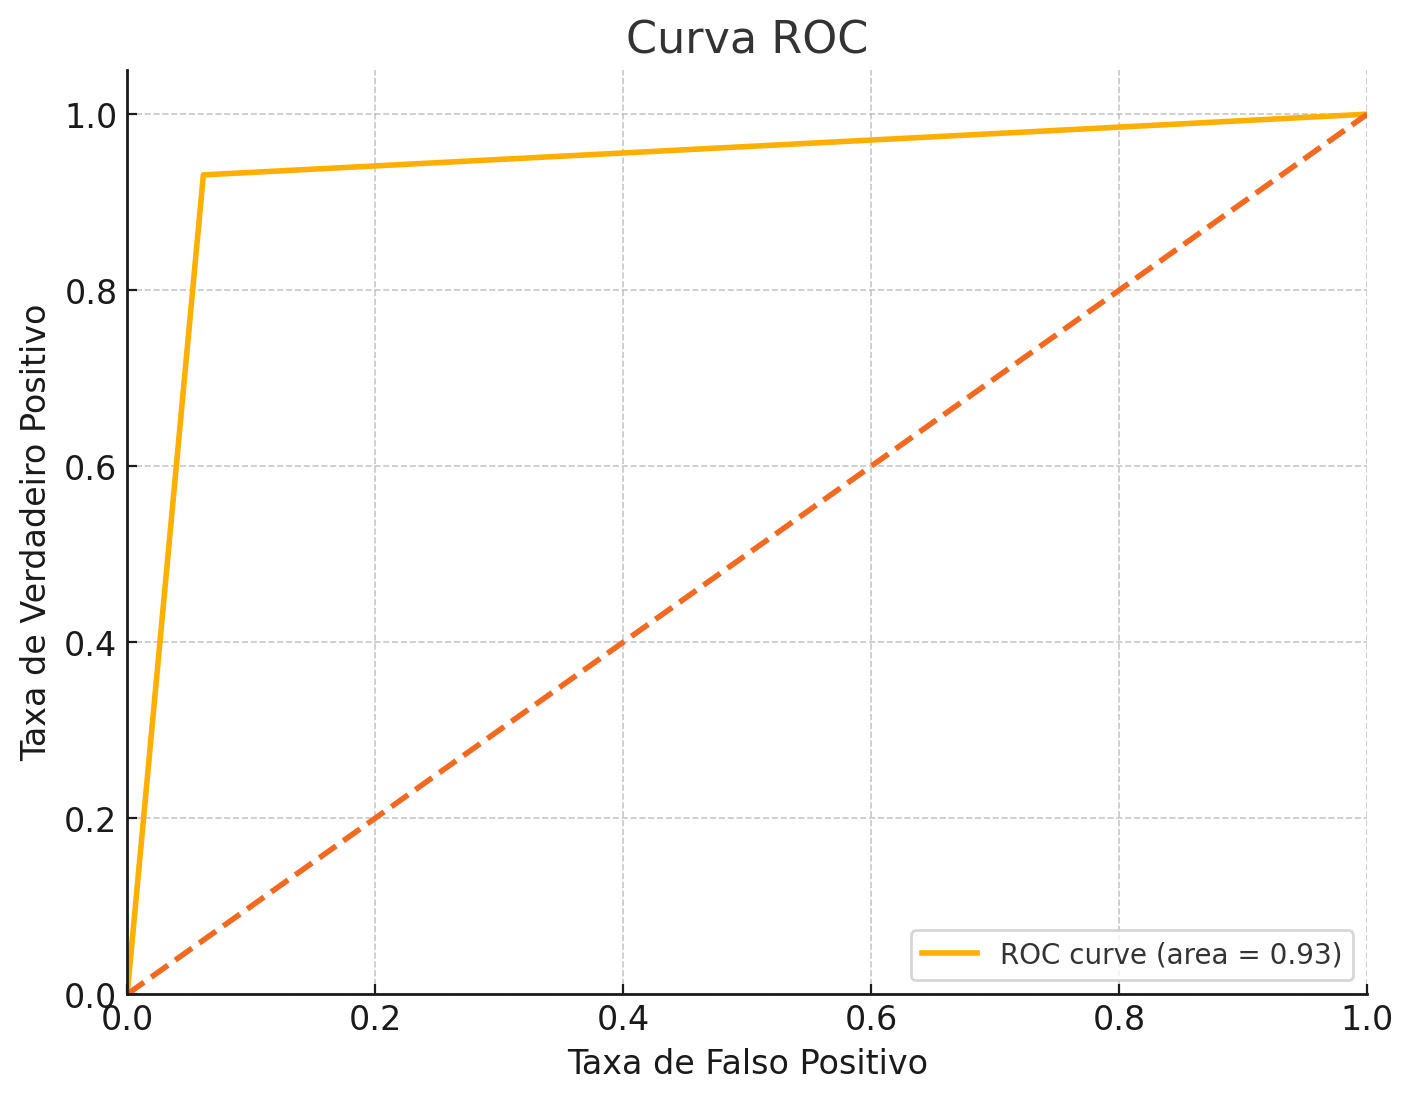 Curva ROC
1.0
0.8
0.6
0.4
0.2
0.0
Taxa de Verdadeiro Positivo
ROC curve (area = 0.93)
0.0 0.2 0.4 0.6 0.8 1.0
Taxa de Falso Positivo